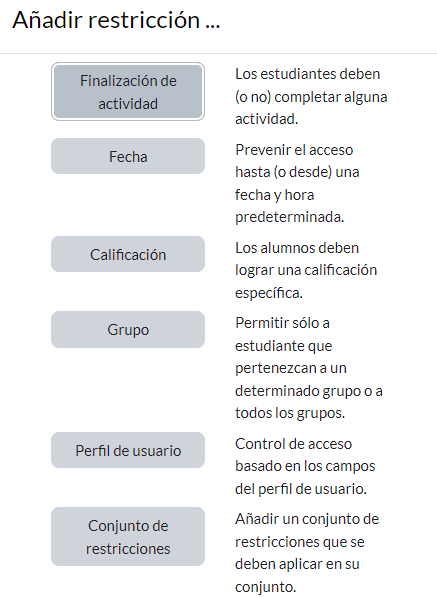 Añadir restricción ...
Finalización de
actividad
Los estudiantes deben
(o no) completar alguna
actividad.
Fecha
Prevenir el acceso
hasta (o desde) una
fecha y hora
predeterminada.
Calificación
Los alumnos deben
lograr una calificación
específica.
Grupo
Permitir sólo a
estudiante que
pertenezcan a un
determinado grupo o a
todos los grupos.
Perfil de usuario
Control de acceso
basado en los campos
del perfil de usuario.
Conjunto de
restricciones
Añadir un conjunto de
restricciones que se
deben aplicar en su
conjunto.